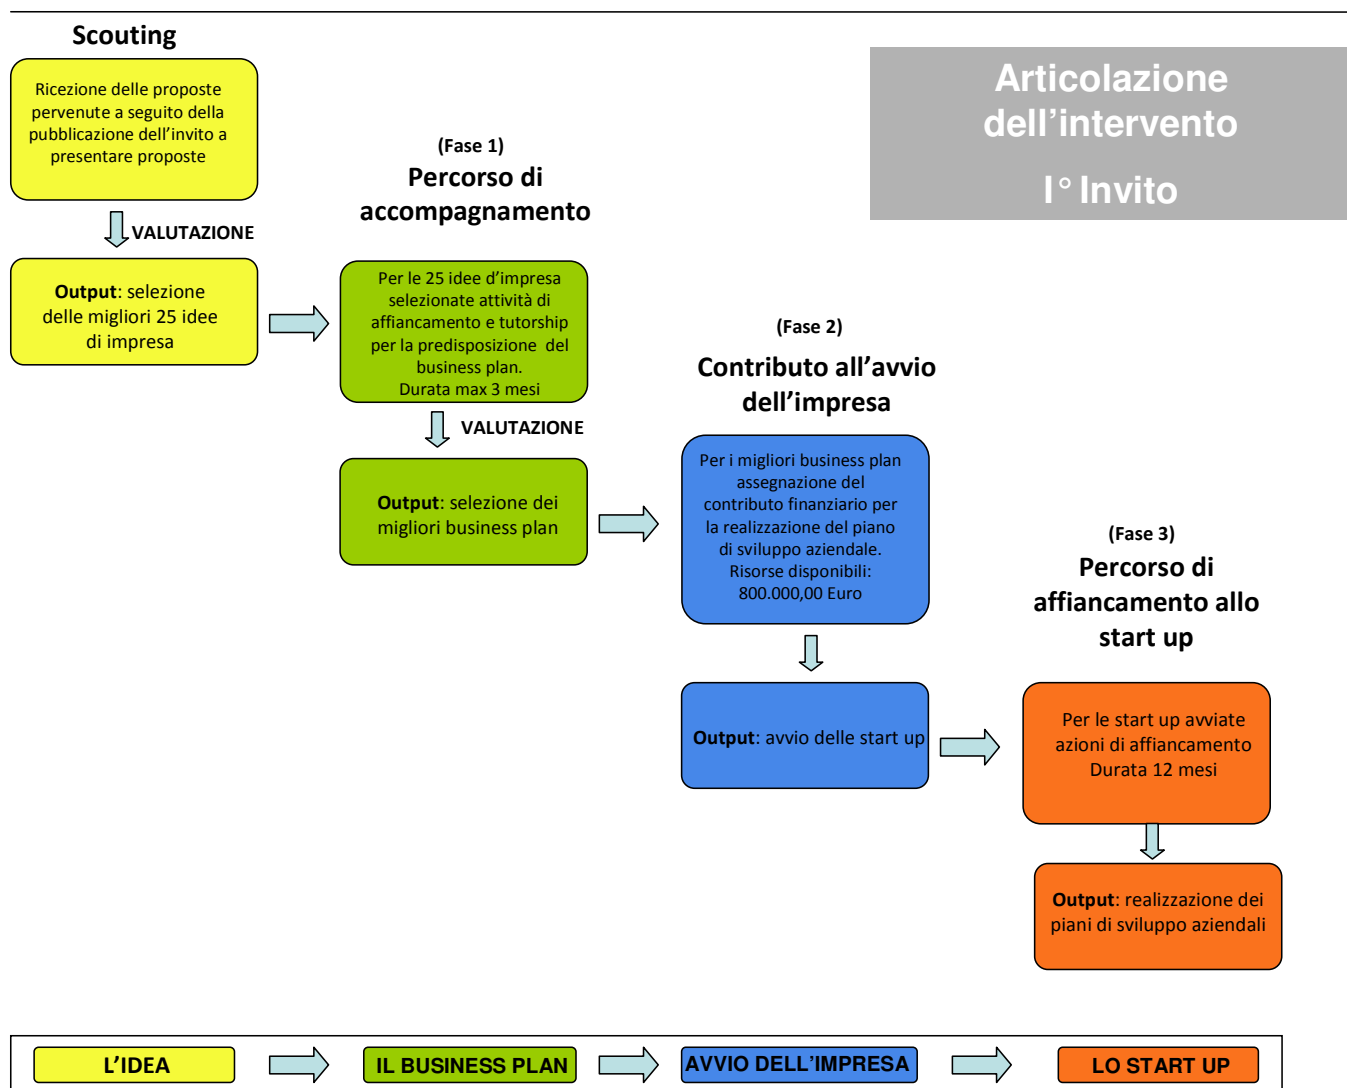 Scouting
Ricezione delle proposte
pervenute a seguito della
pubblicazione dell'invito a
presentare proposte
VALUTAZIONE
Output: selezione
delle migliori 25 idee
di impresa
Articolazione
dell'intervento
I° Invito
(Fase 1)
Percorso di
accompagnamento
Per le 25 idee d'impresa
selezionate attività di
affiancamento e tutorship
per la predisposizione del
business plan.
Durata max 3 mesi
VALUTAZIONE
Output: selezione dei
migliori business plan
(Fase 2)
Contributo all'avvio
dell'impresa
Per i migliori business plan
assegnazione del
contributo finanziario per
la realizzazione del piano
di sviluppo aziendale.
Risorse disponibili:
800.000,00 Euro
Output: avvio delle start up
(Fase 3)
Percorso di
affiancamento allo
start up
Per le start up avviate
azioni di affiancamento
Durata 12 mesi
Output: realizzazione dei
piani di sviluppo aziendali
L'IDEA
IL BUSINESS PLAN
AVVIO DELL'IMPRESA
LO START UP